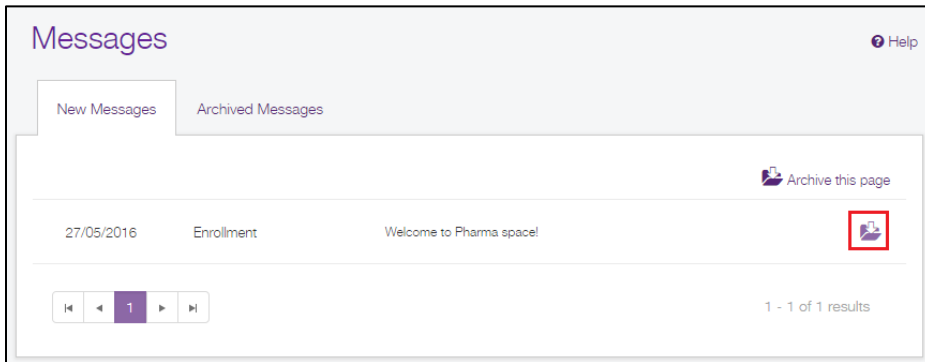 Messages
Help
New Messages Archived Messages
Archive this page
27/05/2016 Enrollment Welcome to Pharma space!
1 1 - 1 of 1 results